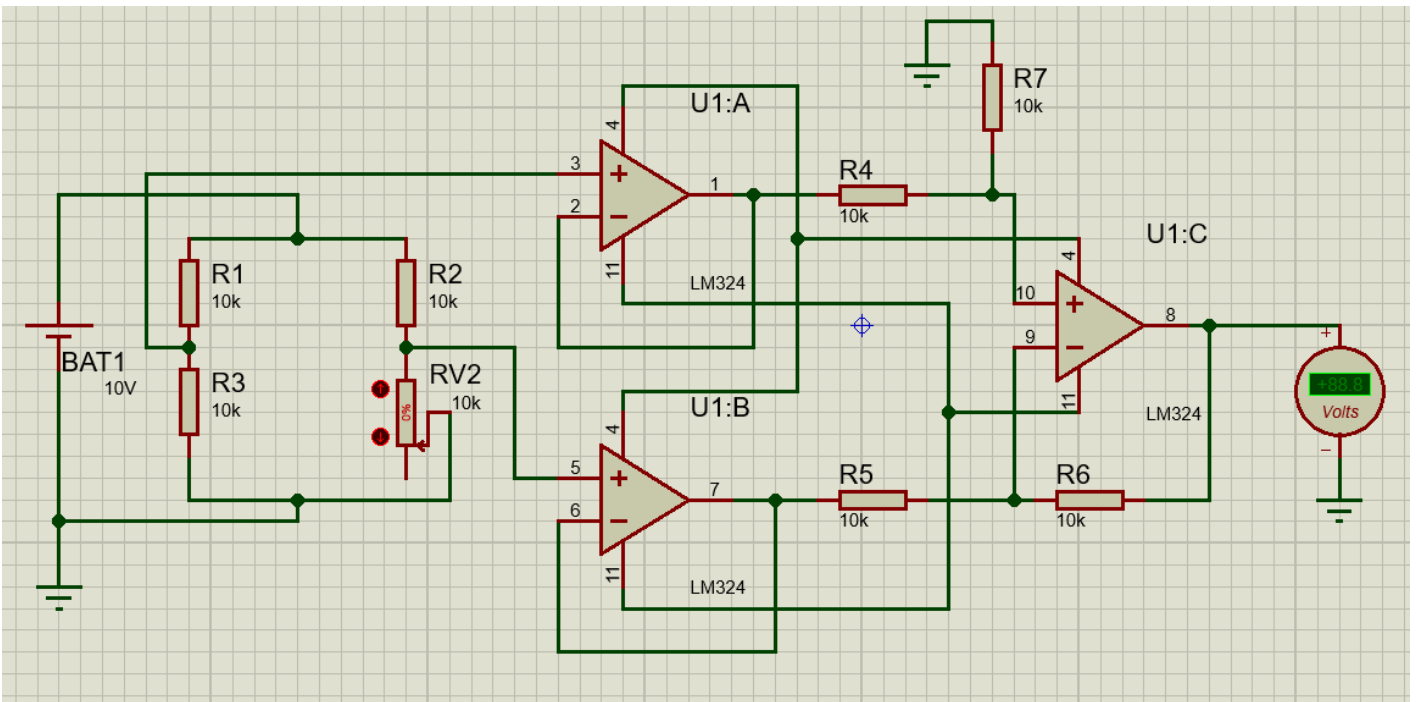 R7
10k
U1:A
4
3
+
2
−
1
11
LM324
R4
10k
U1:C
4
10
+
9
−
8
11
LM324
R1
10k
R2
10k
BAT1
10V
R3
10k
RV2
10k
0%
U1:B
4
5
+
6
−
7
11
LM324
R5
10k
R6
10k
+
+88.8
Volts
−